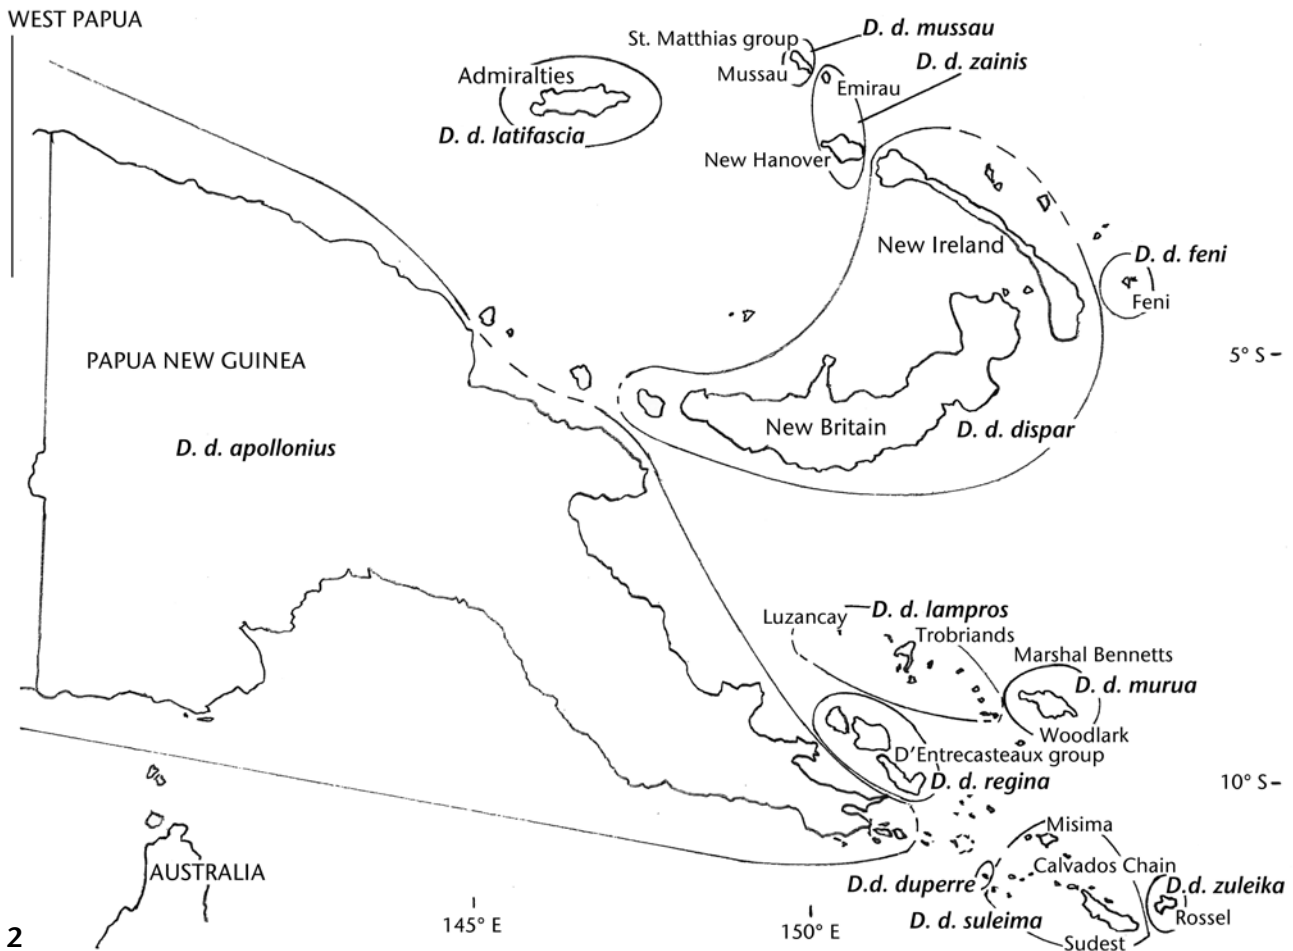 WEST PAPUA
St. Matthias group
D. d. mussau
Mussau
D. d. zainis
Admiralties
Emirau
D. d. latifascia
New Hanover
New Ireland
D. d. feni
Feni
5° S
PAPUA NEW GUINEA
New Britain
D. d. dispar
D. d. apollonius
Luzancay
D. d. lampros
Trobriands
Marshal Bennetts
D. d. murua
Woodlark
D'Entrecasteaux group
D. d. regina
10° S
Misima
AUSTRALIA
Calvados Chain
D.d. duperre
D.d. zuleika
D. d. suleima
Rossel
145° E
150° E
Sudest
2